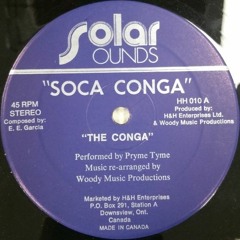 Solar
OUNDS
"SOCA CONGA"
45 RPM
STEREO
Composed by:
E. E. Garcia
HH 010 A
Produced by:
H&H Enterprises Ltd.
& Woody Music Productions
"THE CONGA"
Performed by Pryme Tyme
Music re-arranged by
Woody Music Productions
Marketed by H&H Enterprises
P.O. Box 291, Station A
Downsview, Ont.
Canada
MADE IN CANADA